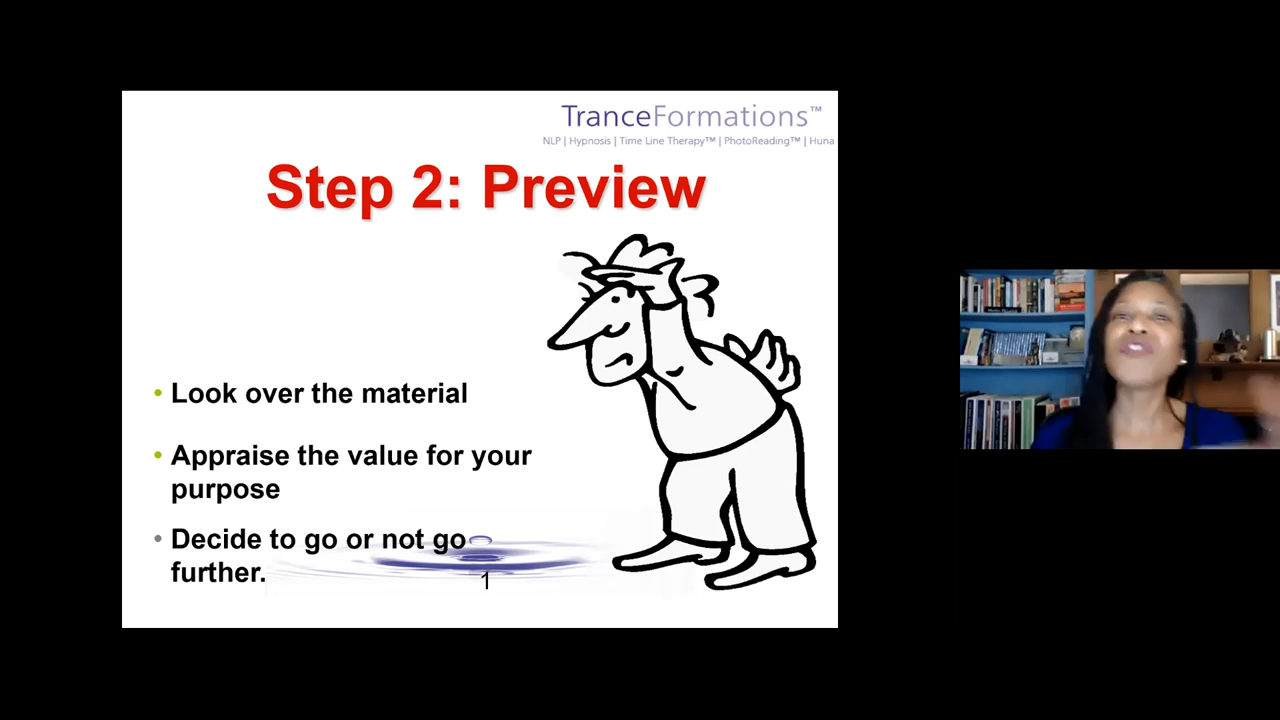 TranceFormations™
NLP | Hypnosis | Time Line Therapy™ | PhotoReading™ | Huna
Step 2: Preview
• Look over the material
• Appraise the value for your
purpose
• Decide to go or not go
further.
1